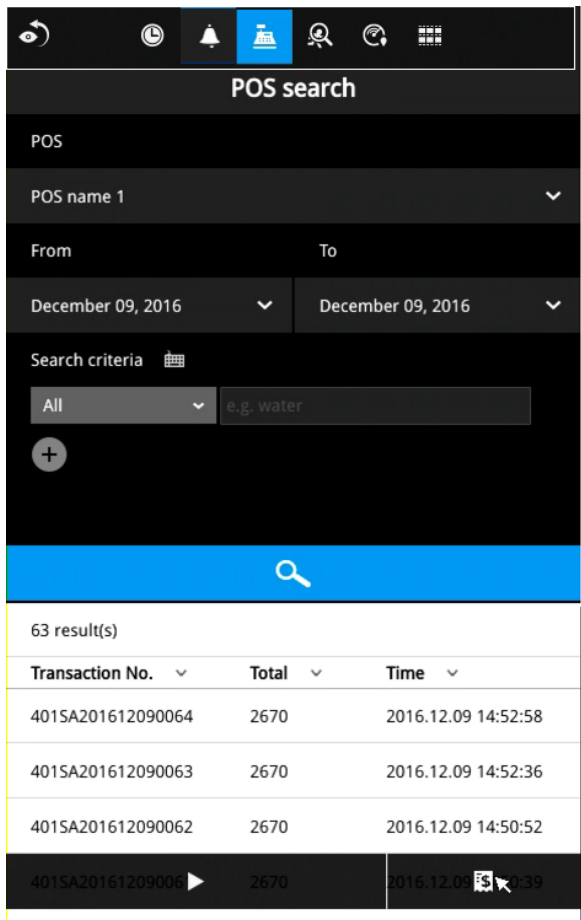 POS search
POS
POS name 1
From To
December 09, 2016 December 09, 2016
Search criteria
All e.g. water
63 result(s)
Transaction No. Total Time
401SA201612090064 2670 2016.12.09 14:52:58
401SA201612090063 2670 2016.12.09 14:52:36
401SA201612090062 2670 2016.12.09 14:50:52
2670